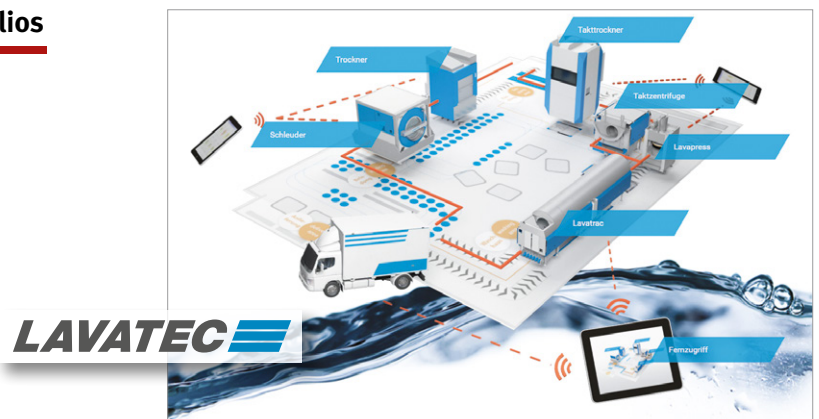 lios
Takttrockner
Trockner
Taktzentrifuge
Schleuder
Lavapress
Lavatrac
LAVATEC
Fernzugriff